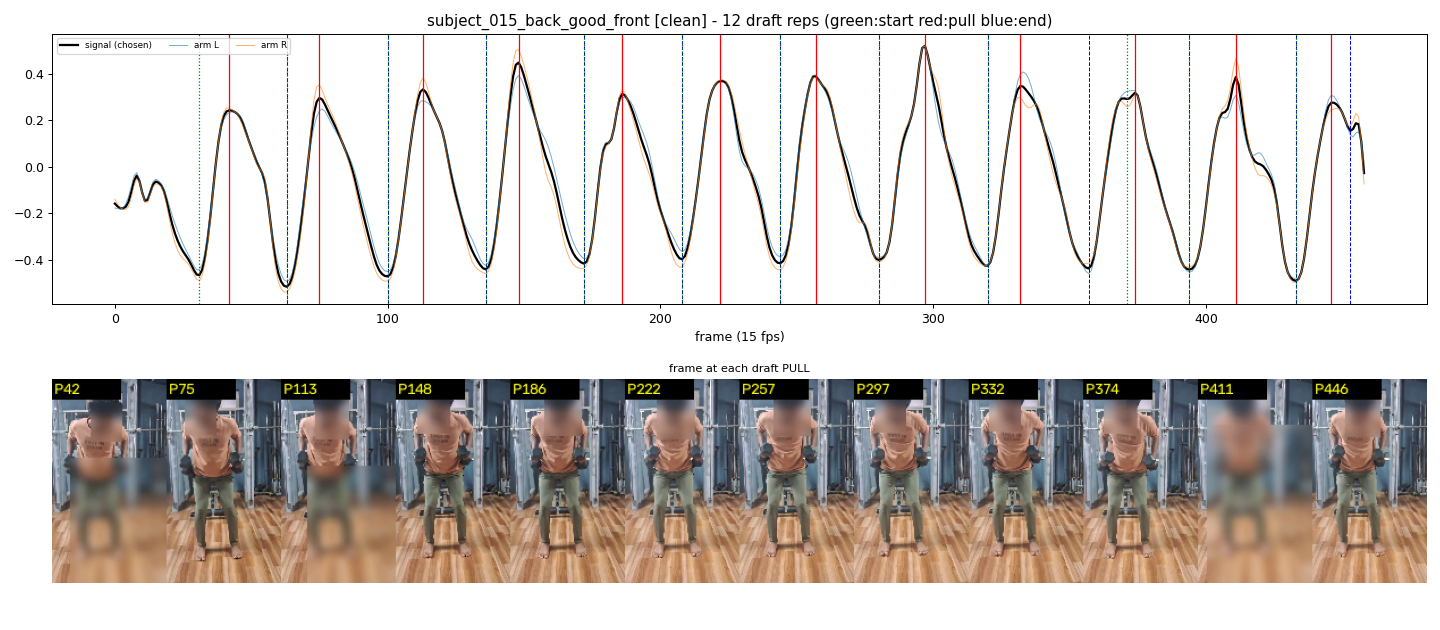 subject_015_back_good_front [clean] - 12 draft reps (green:start red:pull blue:end)
signal (chosen) arm L arm R
0.4
0.2
0.0
−0.2
−0.4
0 100 200 300 400
frame (15 fps)
frame at each draft PULL
P42 P75 P113 P148 P186 P222 P257 P297 P332 P374 P411 P446